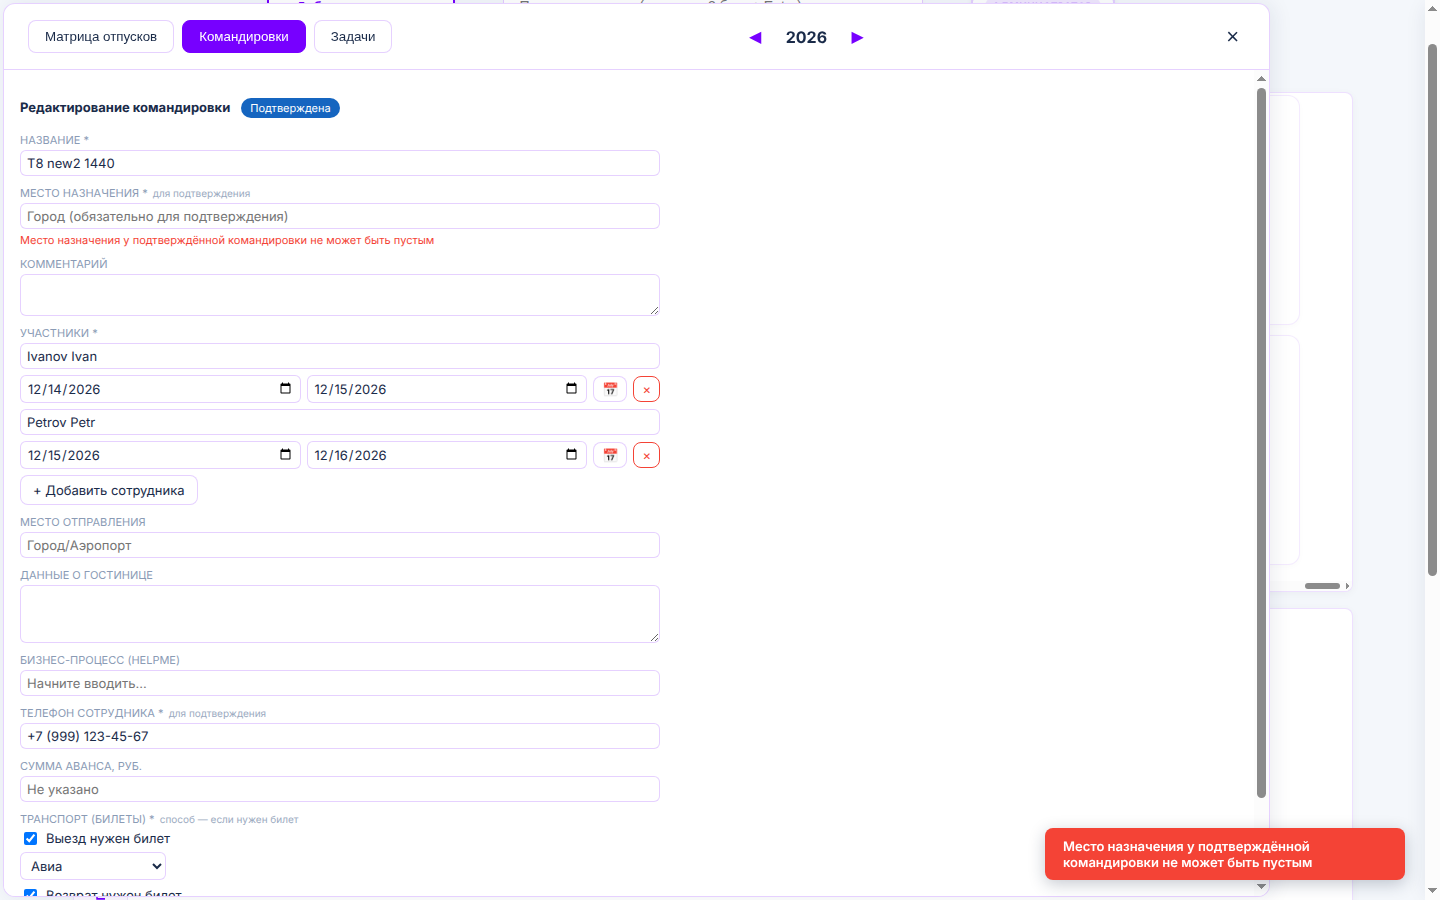 Матрица отпусков
Командировки
Задачи
◀ 2026 ▶
×
Редактирование командировки
Подтверждена
НАЗВАНИЕ *
T8 new2 1440
МЕСТО НАЗНАЧЕНИЯ * для подтверждения
Город (обязательно для подтверждения)
Место назначения у подтверждённой командировки не может быть пустым
КОММЕНТАРИЙ
УЧАСТНИКИ *
Ivanov Ivan
12/14/2026 12/15/2026 ×
Petrov Petr
12/15/2026 12/16/2026 ×
+ Добавить сотрудника
МЕСТО ОТПРАВЛЕНИЯ
Город/Аэропорт
ДАННЫЕ О ГОСТИНИЦЕ
БИЗНЕС-ПРОЦЕСС (HELPME)
Начните вводить...
ТЕЛЕФОН СОТРУДНИКА * для подтверждения
+7 (999) 123-45-67
СУММА АВАНСА, РУБ.
Не указано
ТРАНСПОРТ (БИЛЕТЫ) * способ — если нужен билет
Выезд нужен билет
Авиа
Возврат нужен билет
Место назначения у подтверждённой
командировки не может быть пустым